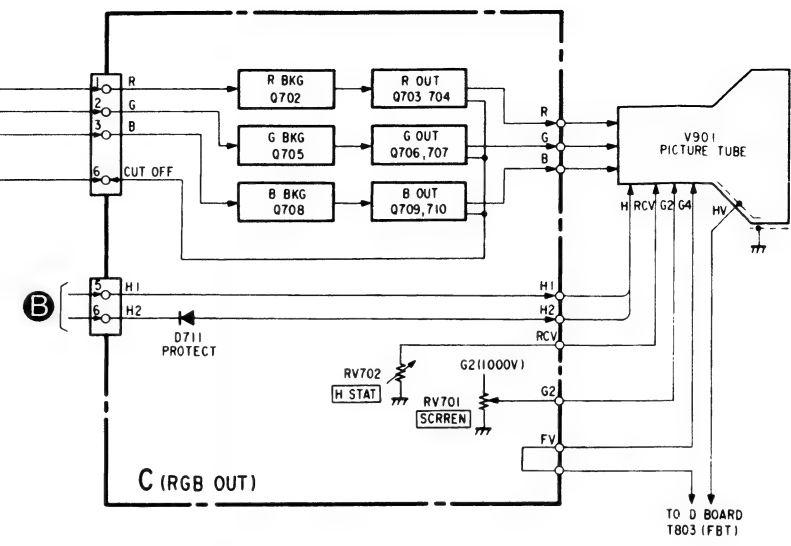 1 R
2 G
3 B
6 CUT OFF
R BKG
Q702
R OUT
Q703 704
G BKG
Q705
G OUT
Q706,707
B BKG
Q708
B OUT
Q709,710
R
G
B
V901
PICTURE TUBE
H RCV G2 G4 HV
B
5 H1
6 H2
D711
PROTECT
H1
H2
RCV
RV702
H STAT
G2(1000V)
RV701
SCRREN
G2
FV
C (RGB OUT)
TO D BOARD
T803 (FBT)